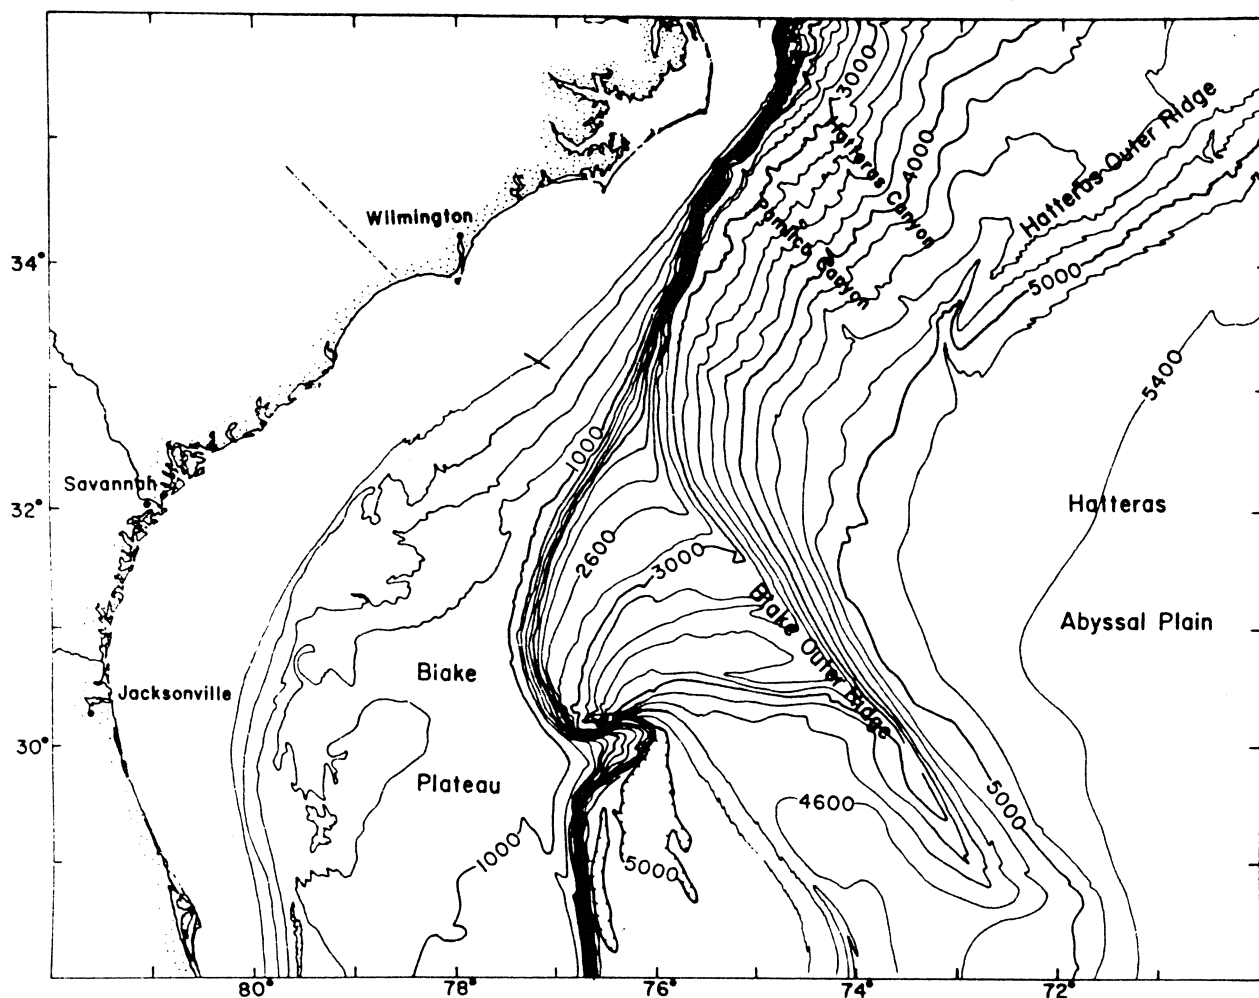 3000
Hatteras Outer Ridge
Hatteras Canyon
4000
Wilmington
Pamlico Canyon
34°
5000
5400
1000
Savannah
32°
Hatteras
2600
3000
Blake Outer Ridge
Abyssal Plain
Blake
Jacksonville
30°
Plateau
5000
4600
1000
5000
80°
78°
76°
74°
72°